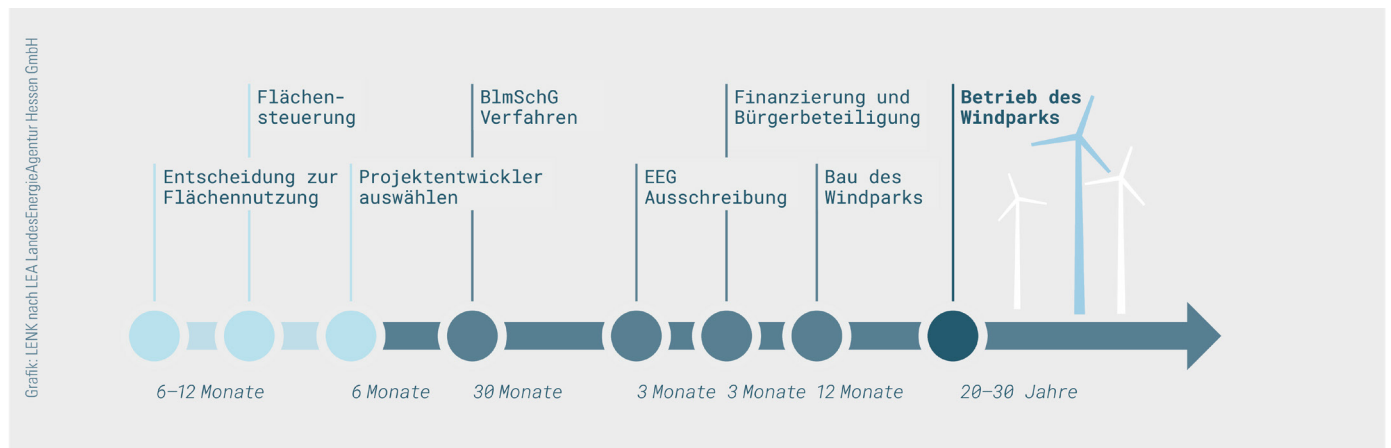 Grafik: LENK nach LEA LandesEnergieAgentur Hessen GmbH
Flächen-
steuerung
BlmSchG
Verfahren
Finanzierung und
Bürgerbeteiligung
Betrieb des
Windparks
Entscheidung zur
Flächennutzung
Projektentwickler
auswählen
EEG
Ausschreibung
Bau des
Windparks
6–12 Monate
6 Monate
30 Monate
3 Monate
3 Monate
12 Monate
20–30 Jahre